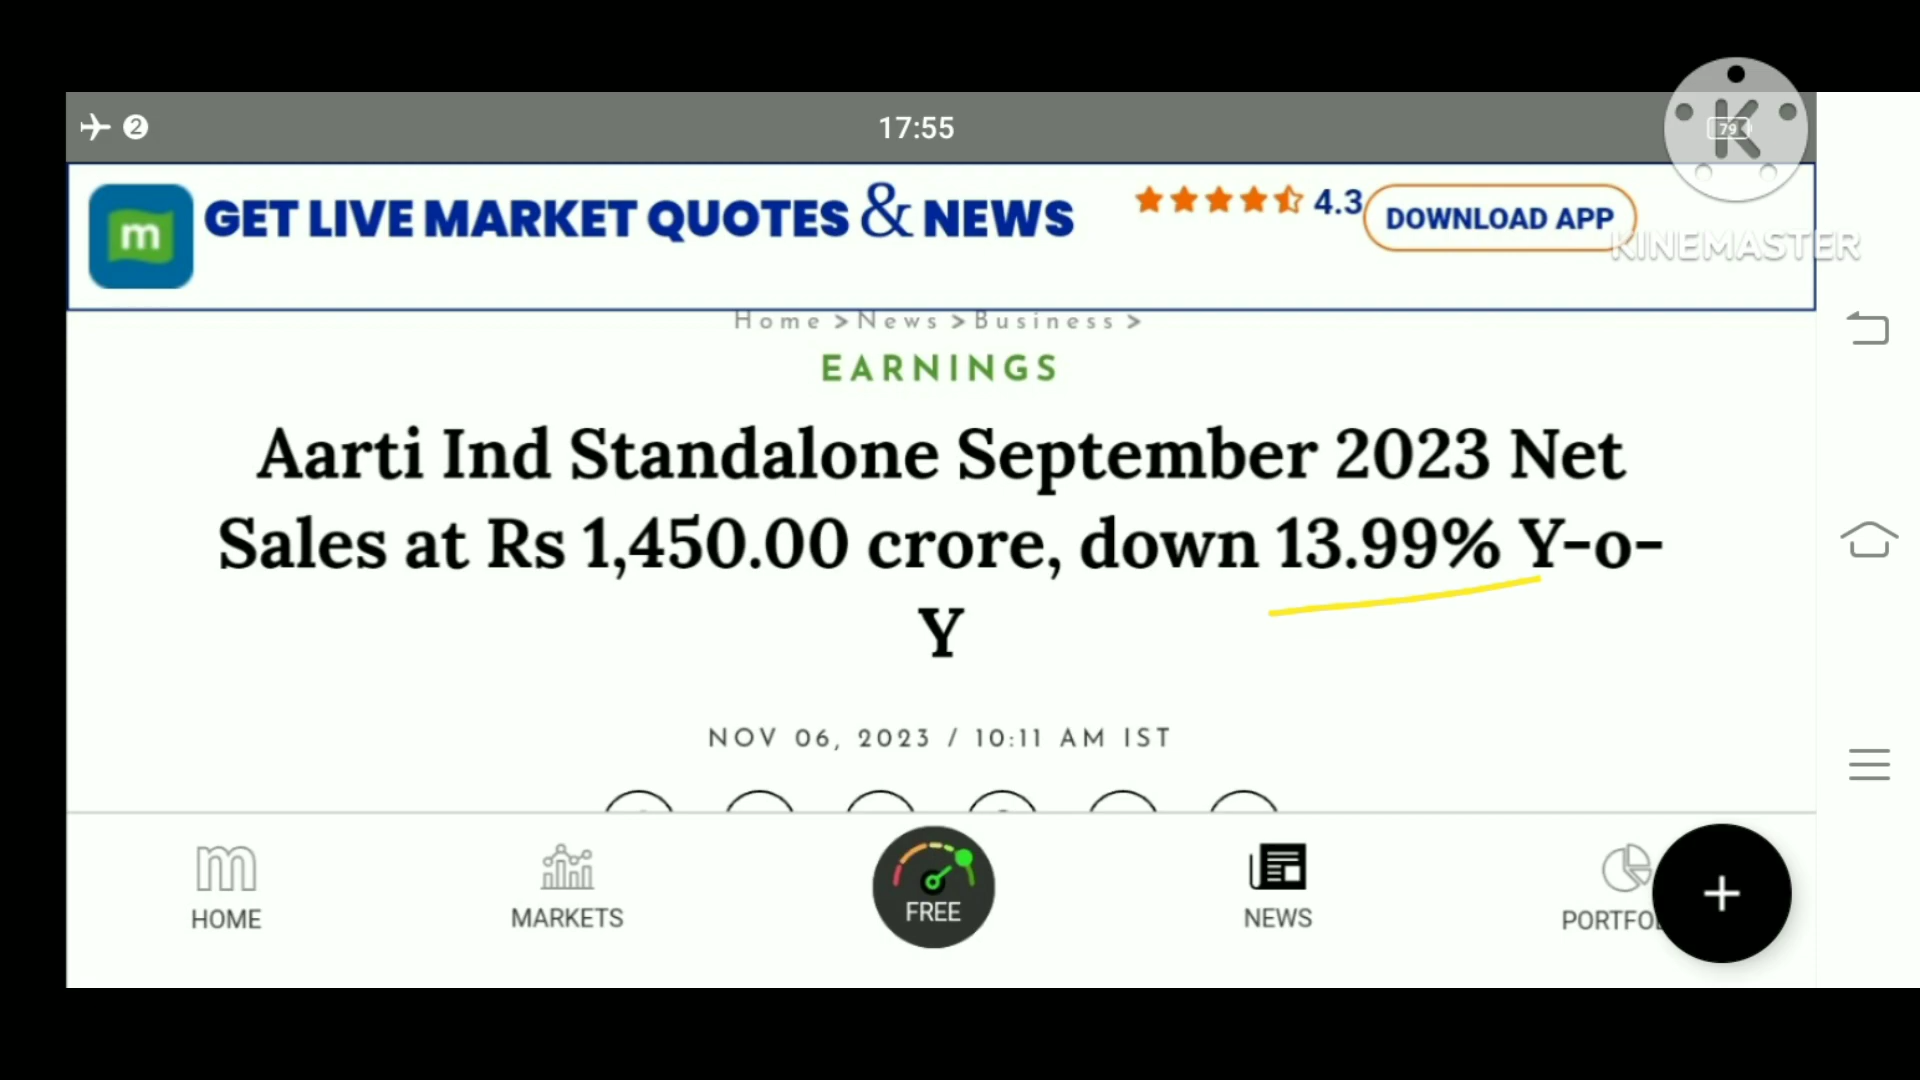 2
17:55
79
K
KINEMASTER
m
GET LIVE MARKET QUOTES & NEWS
4.3
DOWNLOAD APP
Home > News > Business >
EARNINGS
Aarti Ind Standalone September 2023 Net
Sales at Rs 1,450.00 crore, down 13.99% Y-o-
Y
NOV 06, 2023 / 10:11 AM IST
m
HOME
MARKETS
FREE
NEWS